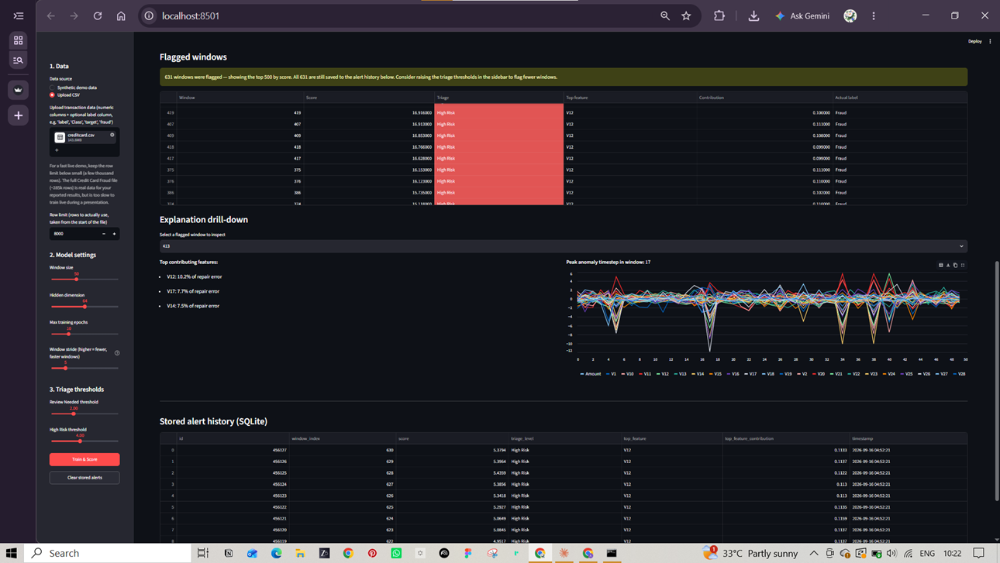 localhost:8501
Ask Gemini
Deploy
1. Data
Data source
Synthetic demo data
Upload CSV
Upload transaction data (numeric
columns + optional label column,
e.g. 'label', 'Class', 'target', 'fraud')
creditcard.csv
143.8MB
For a fast live demo, keep the row
limit below small (a few thousand
rows). The full Credit Card Fraud file
(~285k rows) is real data for your
reported results, but is too slow to
train live during a presentation.
Row limit (rows to actually use,
taken from the start of the file)
8000
2. Model settings
Window size
50
Hidden dimension
64
Max training epochs
10
Window stride (higher = fewer,
faster windows)
5
3. Triage thresholds
Review Needed threshold
2.00
High Risk threshold
4.00
Train & Score
Clear stored alerts
Flagged windows
631 windows were flagged — showing the top 500 by score. All 631 are still saved to the alert history below. Consider raising the triage thresholds in the sidebar to flag fewer windows.
Window Score Triage Top feature Contribution Actual label
419 419 16.916000 High Risk V12 0.100000 Fraud
407 407 16.913000 High Risk V12 0.111000 Fraud
409 409 16.853000 High Risk V12 0.108000 Fraud
418 418 16.766000 High Risk V12 0.099000 Fraud
417 417 16.628000 High Risk V12 0.099000 Fraud
375 375 16.153000 High Risk V12 0.111000 Fraud
376 376 16.123000 High Risk V12 0.110000 Fraud
386 386 15.735000 High Risk V12 0.102000 Fraud
374 374 15.118000 High Risk V12 0.110000 Fraud
Explanation drill-down
Select a flagged window to inspect
413
Top contributing features:
V12: 10.2% of repair error
V17: 7.7% of repair error
V14: 7.5% of repair error
Peak anomaly timestep in window: 17
6
4
2
0
−2
−4
−6
−8
−10
−12
0 2 4 6 8 10 12 14 16 18 20 22 24 26 28 30 32 34 36 38 40 42 44 46 48 50
Amount V1 V10 V11 V12 V13 V14 V15 V16 V17 V18 V19 V2 V20 V21 V22 V23 V24 V25 V26 V27 V28
Stored alert history (SQLite)
id window_index score triage_level top_feature top_feature_contribution timestamp
0 456127 630 5.3794 High Risk V12 0.1133 2026-09-16 04:52:21
1 456126 629 5.3964 High Risk V12 0.1137 2026-09-16 04:52:21
2 456125 628 5.4359 High Risk V12 0.1122 2026-09-16 04:52:21
3 456124 627 5.3856 High Risk V12 0.113 2026-09-16 04:52:21
4 456123 626 5.3418 High Risk V12 0.113 2026-09-16 04:52:21
5 456122 625 5.2927 High Risk V12 0.1135 2026-09-16 04:52:21
6 456121 624 5.0649 High Risk V12 0.1159 2026-09-16 04:52:21
7 456120 623 5.0845 High Risk V12 0.1137 2026-09-16 04:52:21
8 456119 622 4.9517 High Risk V12 0.1137 2026-09-16 04:52:21
Search
1
33°C Partly sunny
ENG
10:22